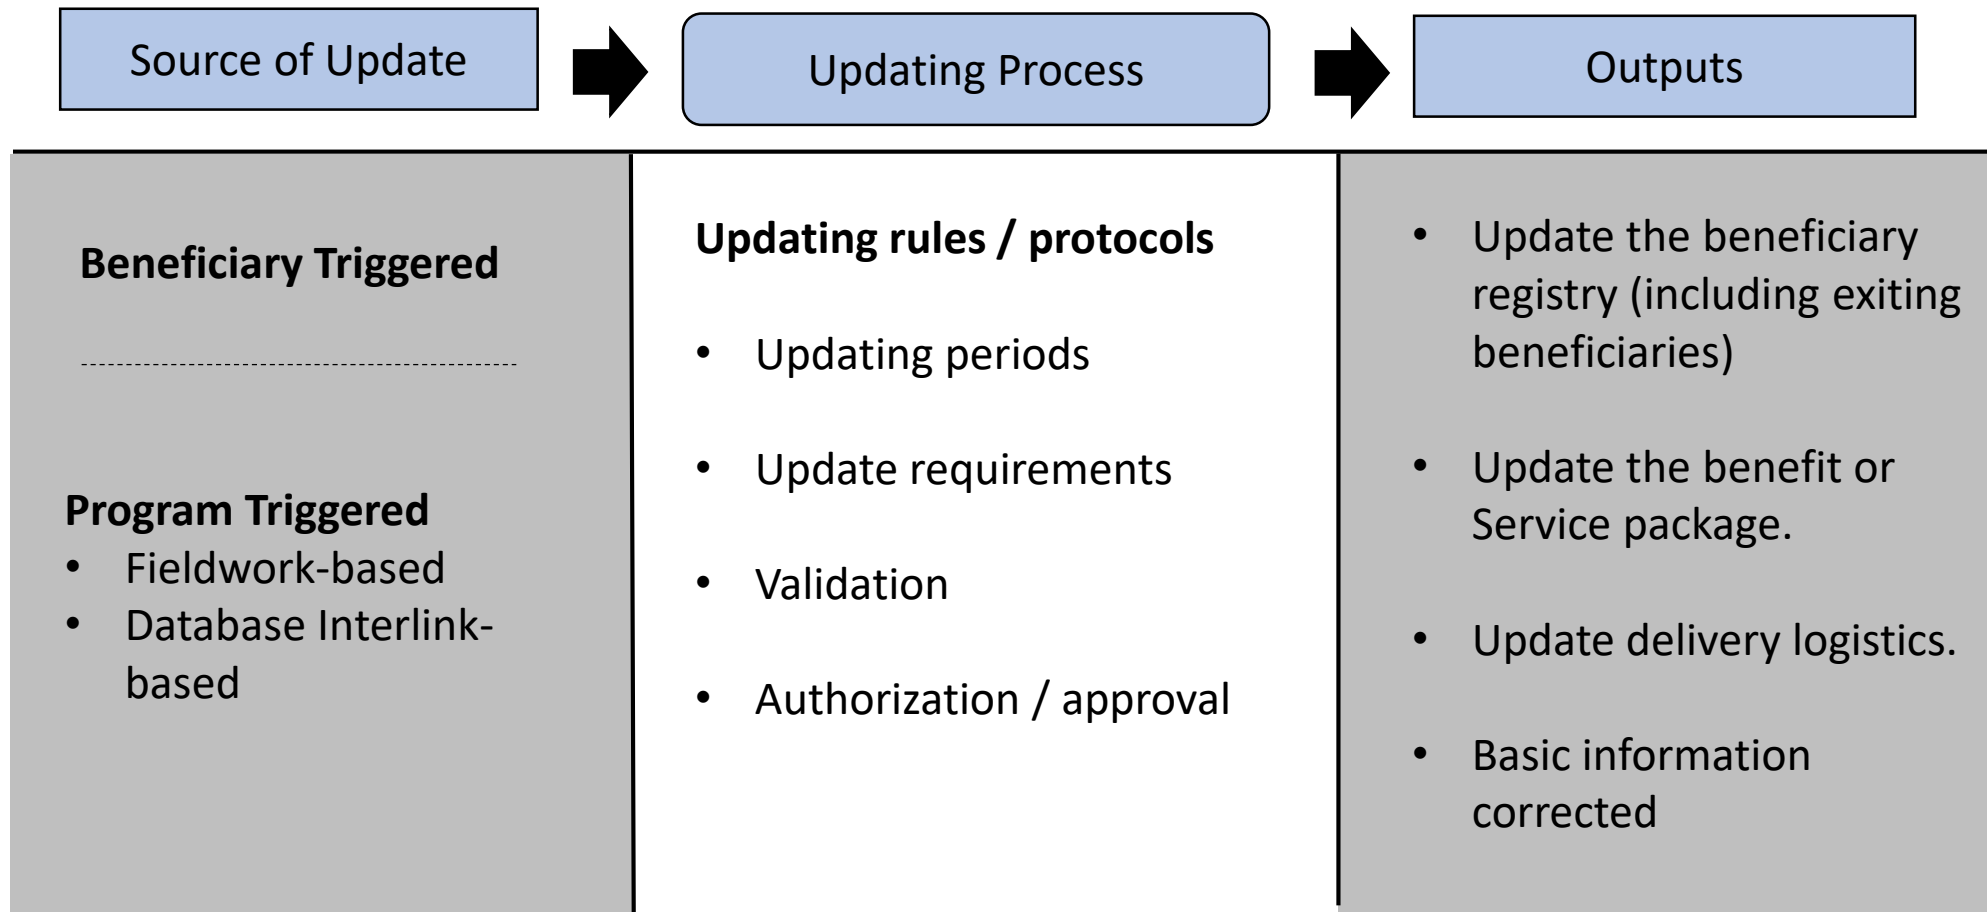 Source of Update
Updating Process
Outputs
Beneficiary Triggered
Program Triggered
• Fieldwork-based
• Database Interlink-
based
Updating rules / protocols
• Updating periods
• Update requirements
• Validation
• Authorization / approval
• Update the beneficiary
registry (including exiting
beneficiaries)
• Update the benefit or
Service package.
• Update delivery logistics.
• Basic information
corrected